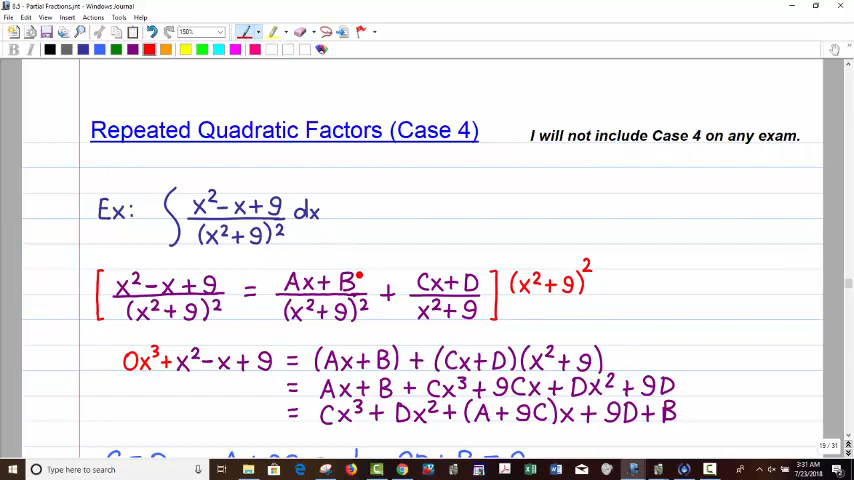 8.5 - Partial Fractions.jnt - Windows Journal
File Edit View Insert Actions Tools Help
150%
B I
Repeated Quadratic Factors (Case 4)
I will not include Case 4 on any exam.
Ex: ∫ (x²-x+9)/(x²+9)² dx
[ (x²-x+9)/(x²+9)² = (Ax+B)/(x²+9)² + (Cx+D)/(x²+9) ] (x²+9)²
0x³+x²-x+9 = (Ax+B) + (Cx+D)(x²+9)
= Ax+B + Cx³+9Cx+Dx²+9D
= Cx³+Dx²+(A+9C)x+9D+B
19 / 31
Type here to search
3:31 AM
7/23/2018